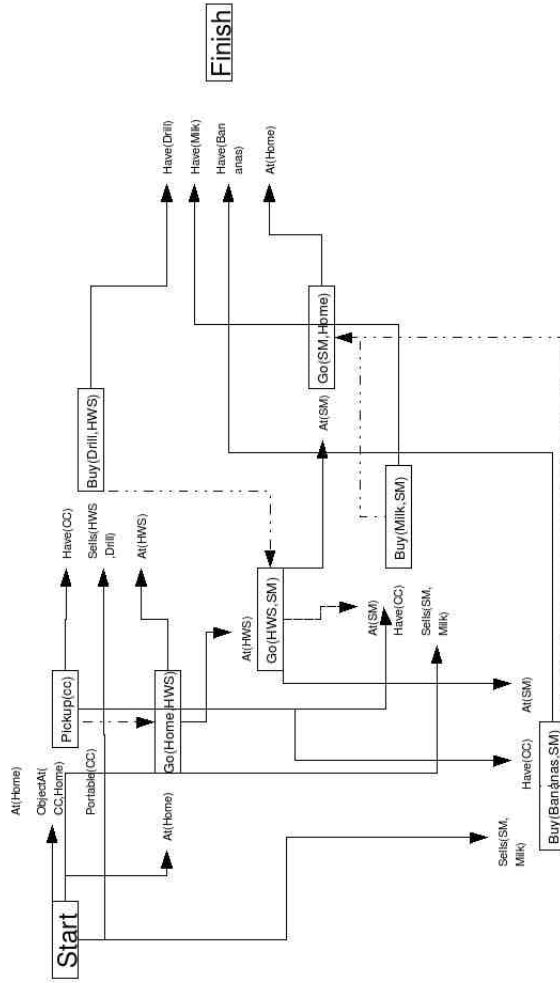 Start
At(Home)
ObjectAt(
CC,Home)
Portable(CC)
Pickup(cc)
Have(CC)
Sells(HWS
,Drill)
At(HWS)
Buy(Drill,HWS)
Have(Drill)
Have(Milk)
Have(Ban
anas)
At(Home)
Finish
At(Home)
Go(Home,HWS)
At(HWS)
Go(HWS,SM)
At(SM)
Go(SM,Home)
At(SM)
Have(CC)
Sells(SM,
Milk)
Buy(Milk,SM)
Sells(SM,
Milk)
Have(CC)
At(SM)
Buy(Bananas,SM)